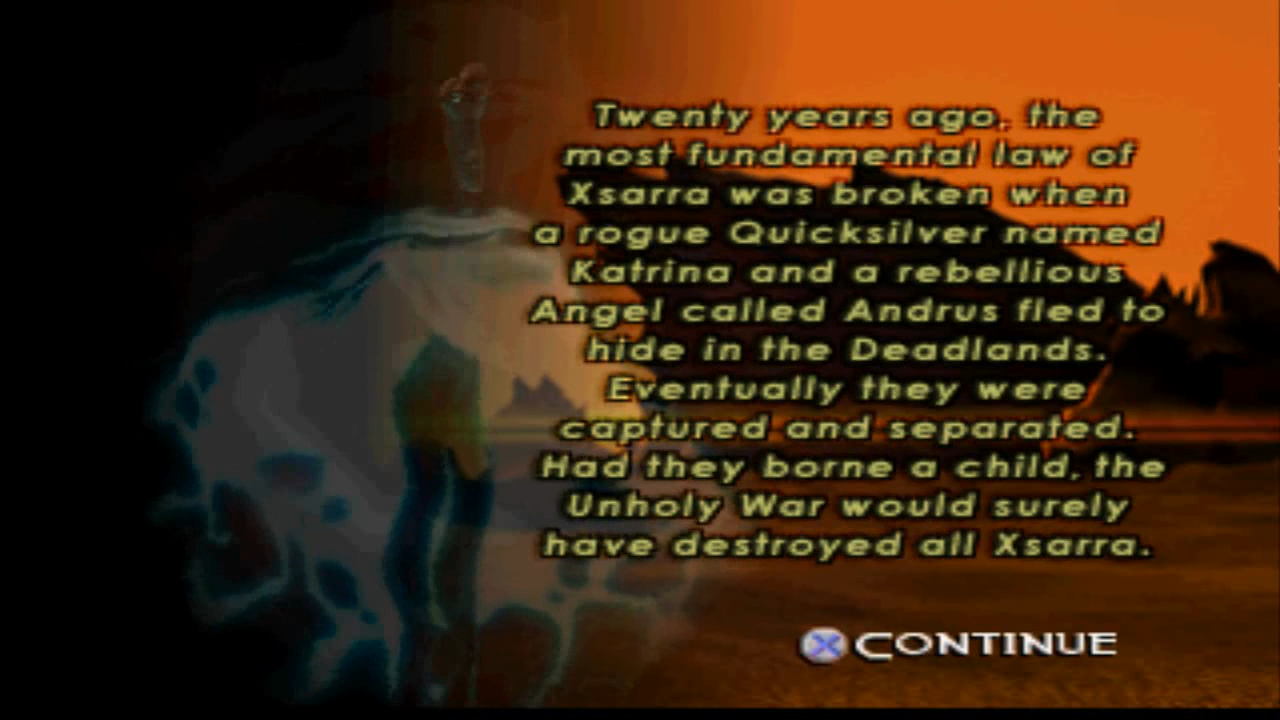 Twenty years ago, the
most fundamental law of
Xsarra was broken when
a rogue Quicksilver named
Katrina and a rebellious
Angel called Andrus fled to
hide in the Deadlands.
Eventually they were
captured and separated.
Had they borne a child, the
Unholy War would surely
have destroyed all Xsarra.
CONTINUE